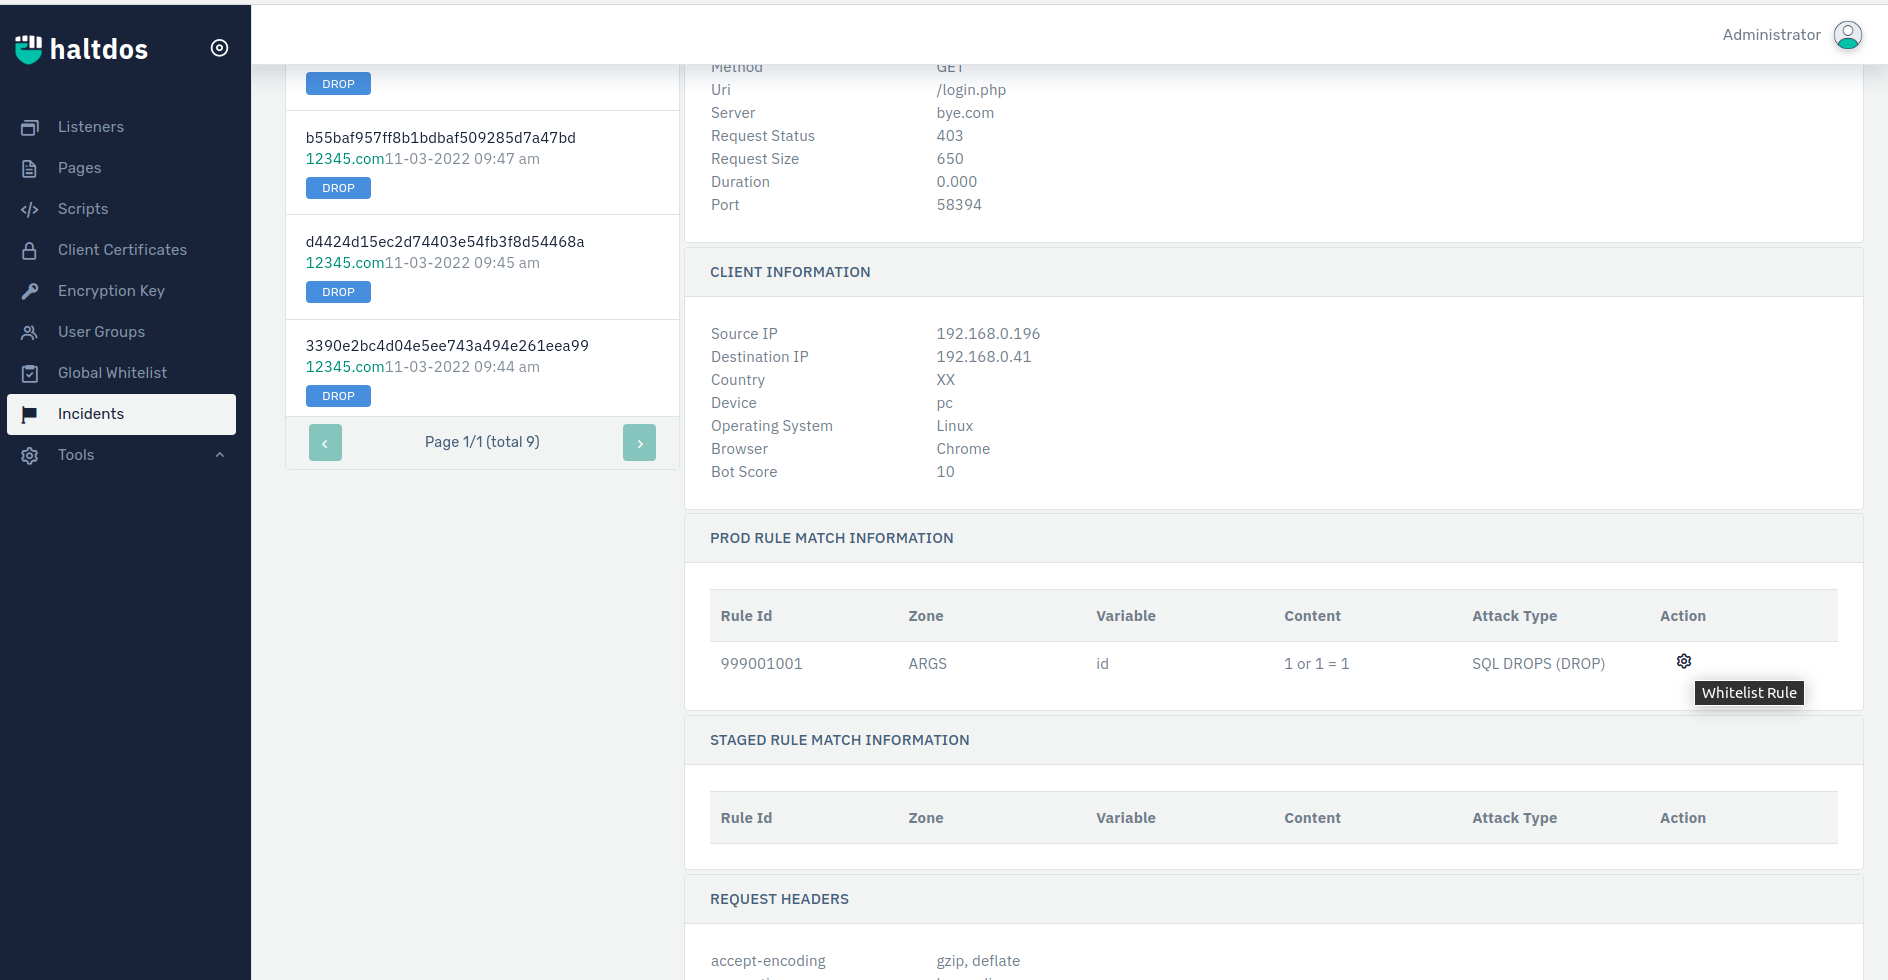 haltdos
Administrator
Listeners
Pages
Scripts
Client Certificates
Encryption Key
User Groups
Global Whitelist
Incidents
Tools
DROP
b55baf957ff8b1bdbaf509285d7a47bd
12345.com11-03-2022 09:47 am
DROP
d4424d15ec2d74403e54fb3f8d54468a
12345.com11-03-2022 09:45 am
DROP
3390e2bc4d04e5ee743a494e261eea99
12345.com11-03-2022 09:44 am
DROP
Page 1/1 (total 9)
Method GET
Uri /login.php
Server bye.com
Request Status 403
Request Size 650
Duration 0.000
Port 58394
CLIENT INFORMATION
Source IP 192.168.0.196
Destination IP 192.168.0.41
Country XX
Device pc
Operating System Linux
Browser Chrome
Bot Score 10
PROD RULE MATCH INFORMATION
Rule Id Zone Variable Content Attack Type Action
999001001 ARGS id 1 or 1 = 1 SQL DROPS (DROP)
Whitelist Rule
STAGED RULE MATCH INFORMATION
Rule Id Zone Variable Content Attack Type Action
REQUEST HEADERS
accept-encoding gzip, deflate